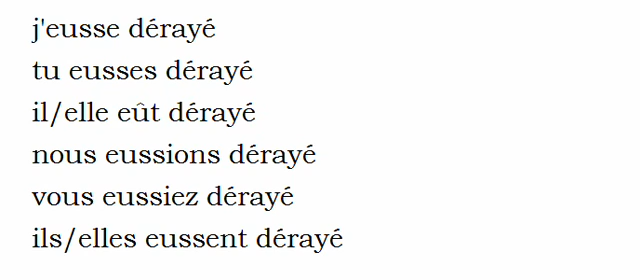 j'eusse dérayé
tu eusses dérayé
il/elle eût dérayé
nous eussions dérayé
vous eussiez dérayé
ils/elles eussent dérayé